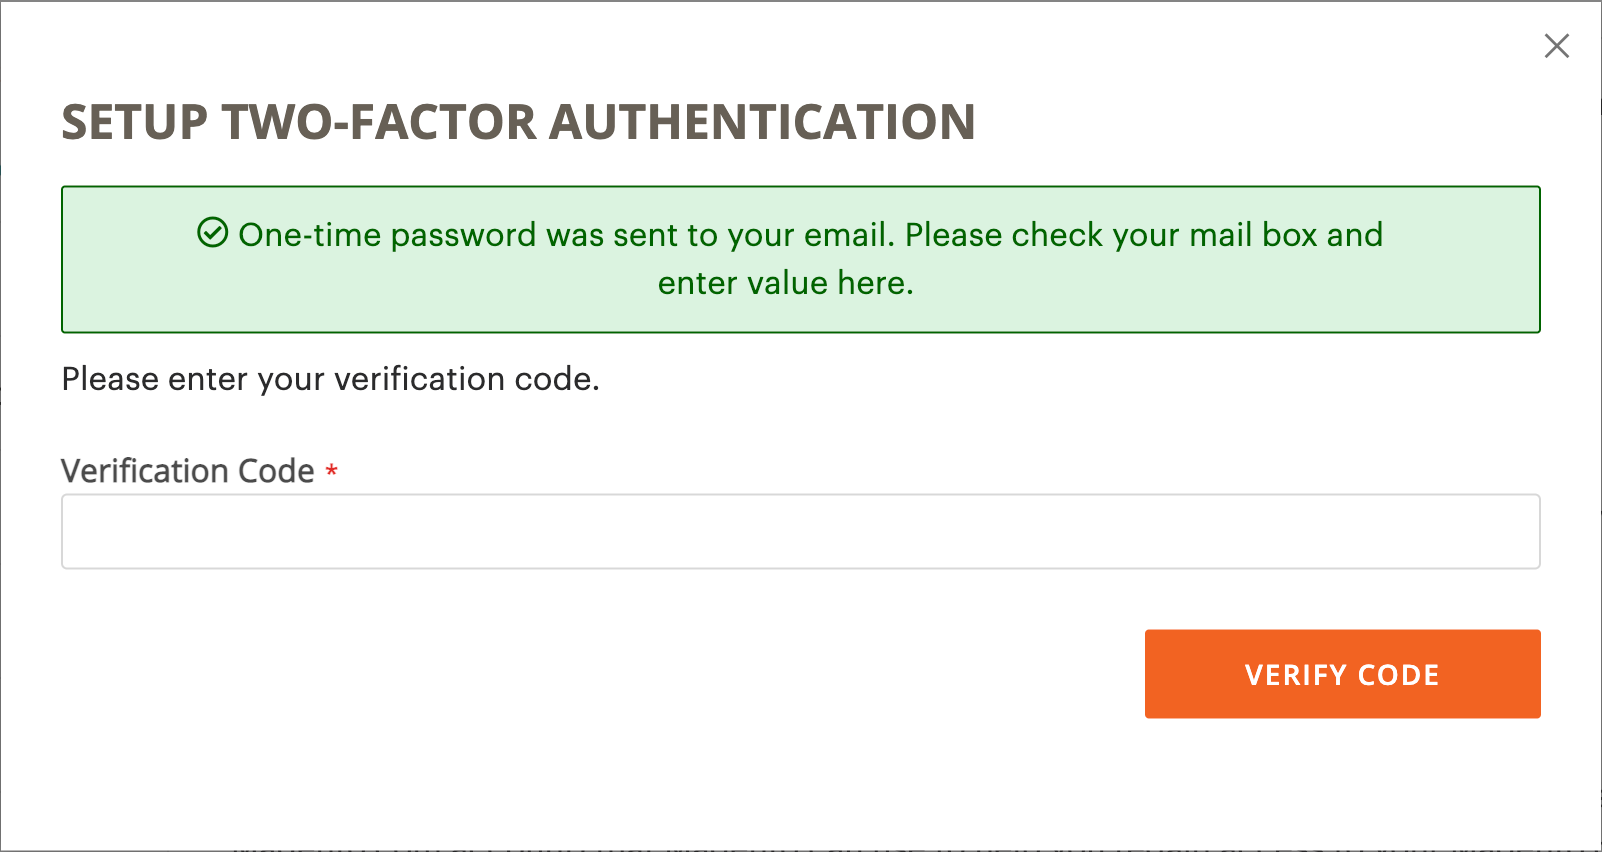 SETUP TWO-FACTOR AUTHENTICATION
One-time password was sent to your email. Please check your mail box and
enter value here.
Please enter your verification code.
Verification Code *
VERIFY CODE